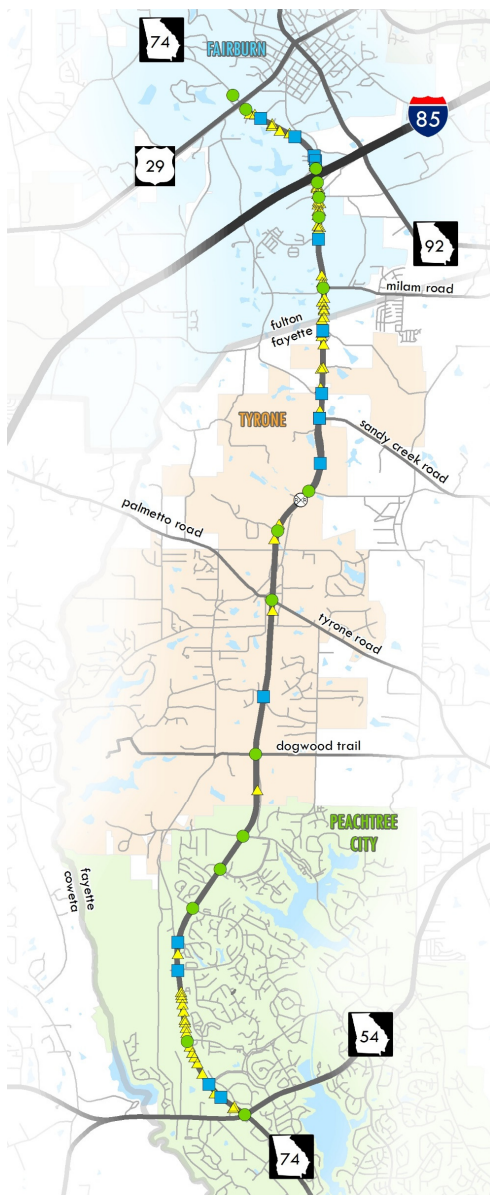 74
FAIRBURN
85
29
92
milam road
fulton
fayette
TYRONE
sandy creek road
palmetto road
tyrone road
dogwood trail
PEACHTREE
CITY
fayette
coweta
54
74